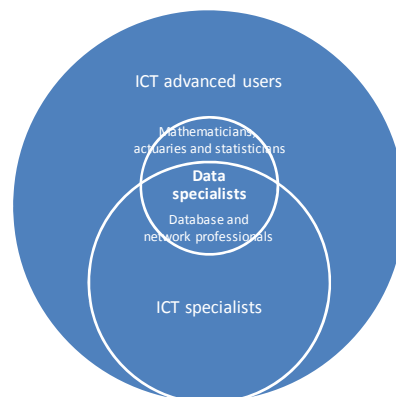 ICT advanced users
Mathematicians,
actuaries and statisticians
Data
specialists
Database and
network professionals
ICT specialists